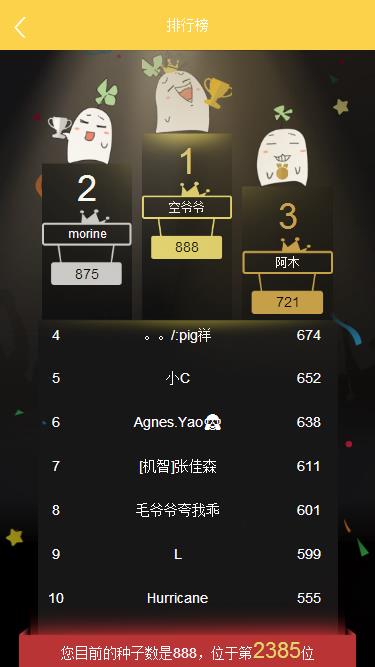 排行榜
1
空爷爷
888
2
morine
875
3
阿木
721
4 。。/:pig祥 674
5 小C 652
6 Agnes.Yao 638
7 [机智]张佳森 611
8 毛爷爷夸我乖 601
9 L 599
10 Hurricane 555
您目前的种子数是888，位于第2385位